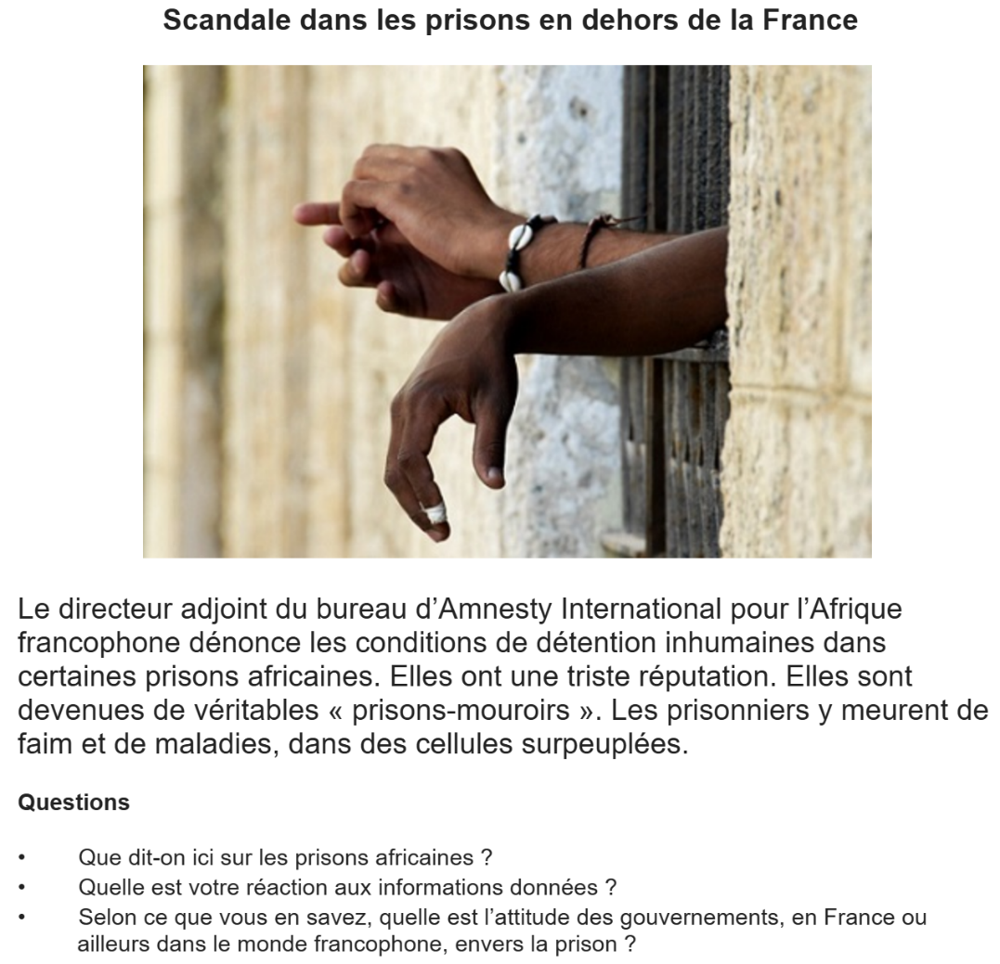 Scandale dans les prisons en dehors de la France
Le directeur adjoint du bureau d’Amnesty International pour l’Afrique
francophone dénonce les conditions de détention inhumaines dans
certaines prisons africaines. Elles ont une triste réputation. Elles sont
devenues de véritables « prisons-mouroirs ». Les prisonniers y meurent de
faim et de maladies, dans des cellules surpeuplées.
Questions
• Que dit-on ici sur les prisons africaines ?
• Quelle est votre réaction aux informations données ?
• Selon ce que vous en savez, quelle est l’attitude des gouvernements, en France ou
ailleurs dans le monde francophone, envers la prison ?